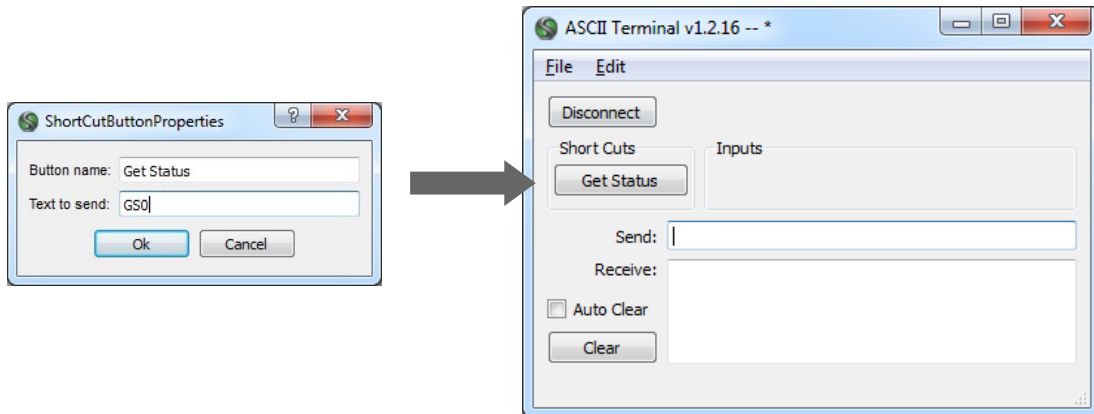 ShortCutButtonProperties
Button name: Get Status
Text to send: GS0
Ok Cancel
ASCII Terminal v1.2.16 -- *
File Edit
Disconnect
Short Cuts Inputs
Get Status
Send:
Receive:
Auto Clear
Clear